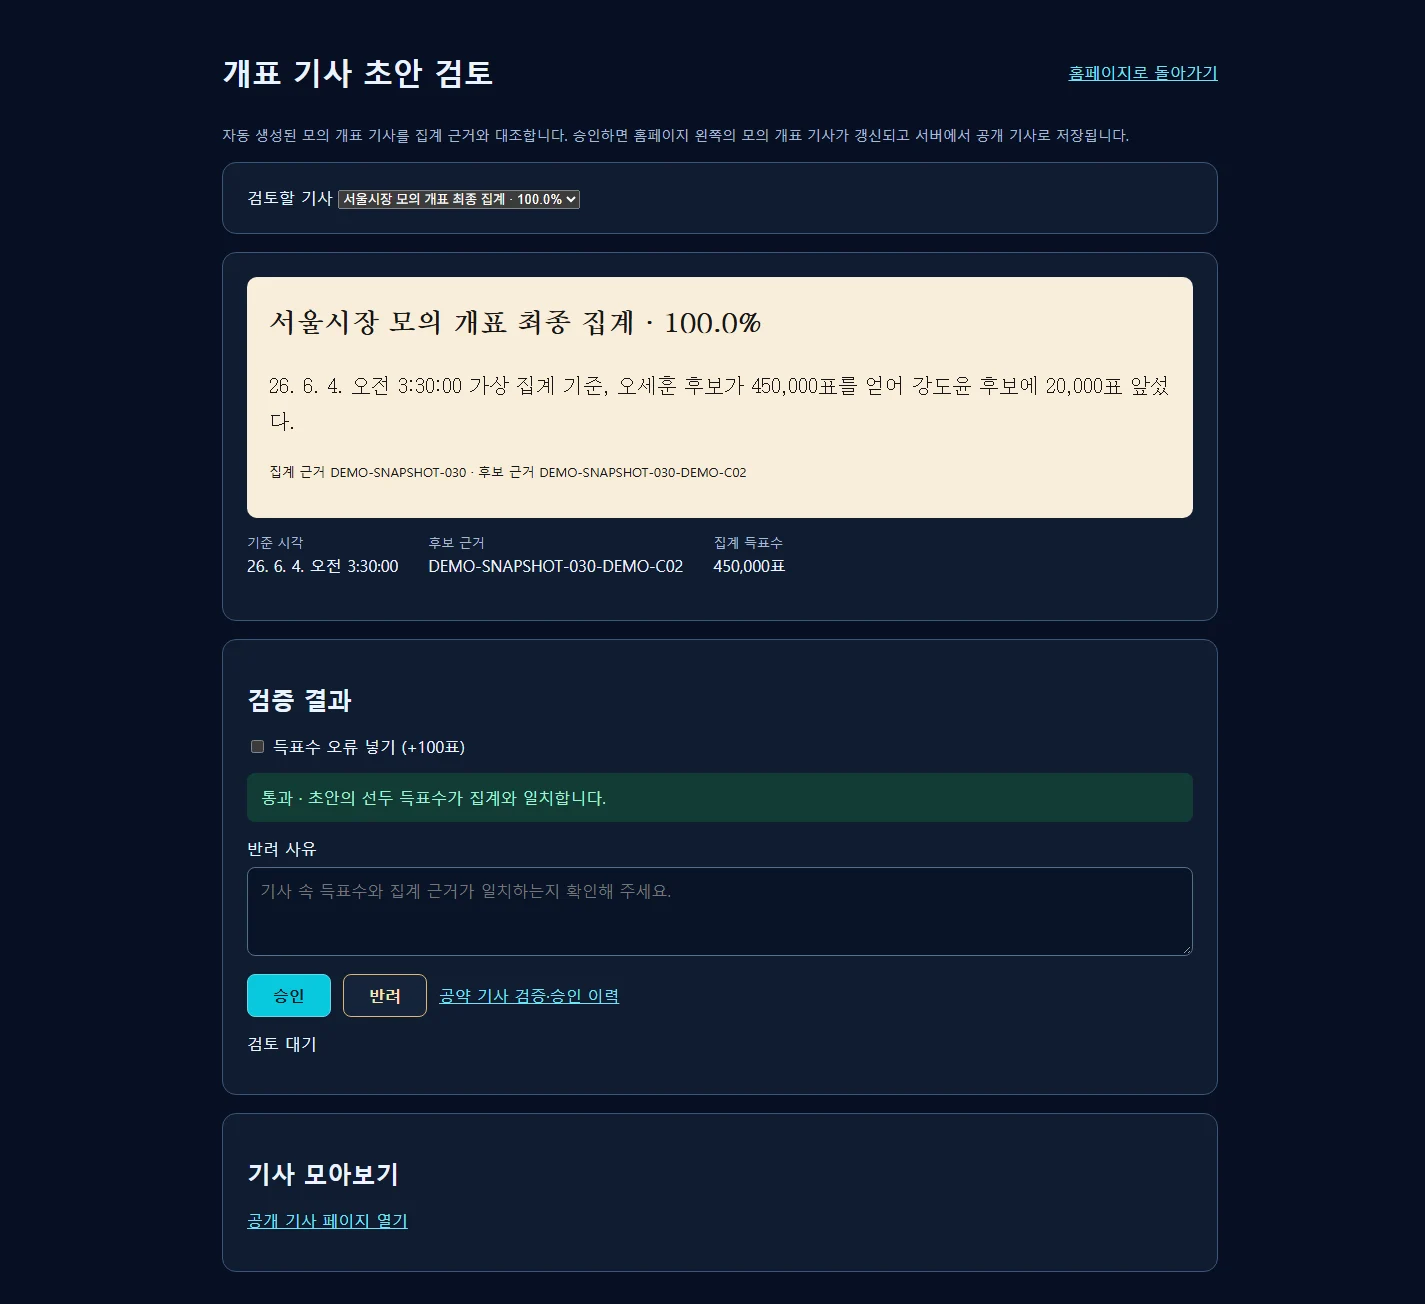 개표 기사 초안 검토
홈페이지로 돌아가기
자동 생성된 모의 개표 기사를 집계 근거와 대조합니다. 승인하면 홈페이지 왼쪽의 모의 개표 기사가 갱신되고 서버에서 공개 기사로 저장됩니다.
검토할 기사 서울시장 모의 개표 최종 집계 · 100.0%
서울시장 모의 개표 최종 집계 · 100.0%
26. 6. 4. 오전 3:30:00 가상 집계 기준, 오세훈 후보가 450,000표를 얻어 강도윤 후보에 20,000표 앞섰
다.
집계 근거 DEMO-SNAPSHOT-030 · 후보 근거 DEMO-SNAPSHOT-030-DEMO-C02
기준 시각 후보 근거 집계 득표수
26. 6. 4. 오전 3:30:00 DEMO-SNAPSHOT-030-DEMO-C02 450,000표
검증 결과
득표수 오류 넣기 (+100표)
통과 · 초안의 선두 득표수가 집계와 일치합니다.
반려 사유
기사 속 득표수와 집계 근거가 일치하는지 확인해 주세요.
승인 반려 공약 기사 검증·승인 이력
검토 대기
기사 모아보기
공개 기사 페이지 열기